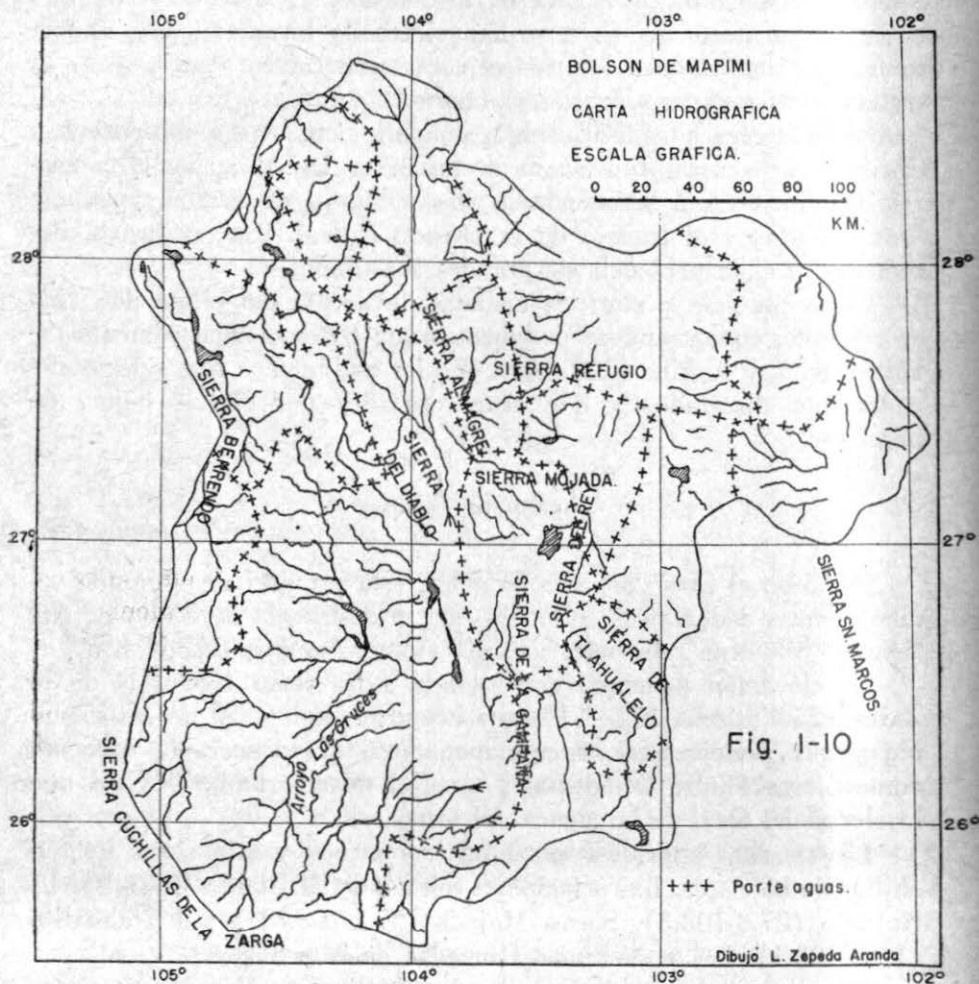 105° 104° 103° 102°
BOLSON DE MAPIMI
CARTA HIDROGRAFICA
ESCALA GRAFICA.
0 20 40 60 80 100
KM.
28° 28°
SIERRA ALMAGRE
SIERRA REFUGIO
SIERRA BERRENDO
SIERRA DEL DIABLO
SIERRA MOJADA.
27° 27°
SIERRA DEL REY
SIERRA DE TLAHUALELO
SIERRA DE CAMPANA
SIERRA SN. MARCOS
Arroyo Las Cruces
Fig. 1-10
26° 26°
SIERRA CUCHILLAS DE LA ZARGA
+++ Parte aguas.
Dibujó L. Zepeda Aranda
105° 104° 103° 102°